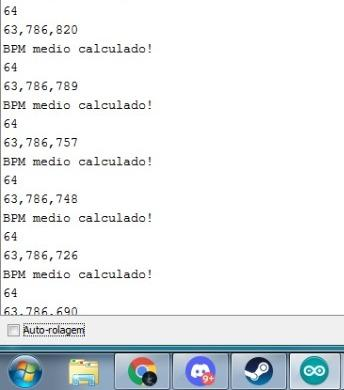 64
63,786,820
BPM medio calculado!
64
63,786,789
BPM medio calculado!
64
63,786,757
BPM medio calculado!
64
63,786,748
BPM medio calculado!
64
63,786,726
BPM medio calculado!
64
63,786,690
Auto-rolagem
9+